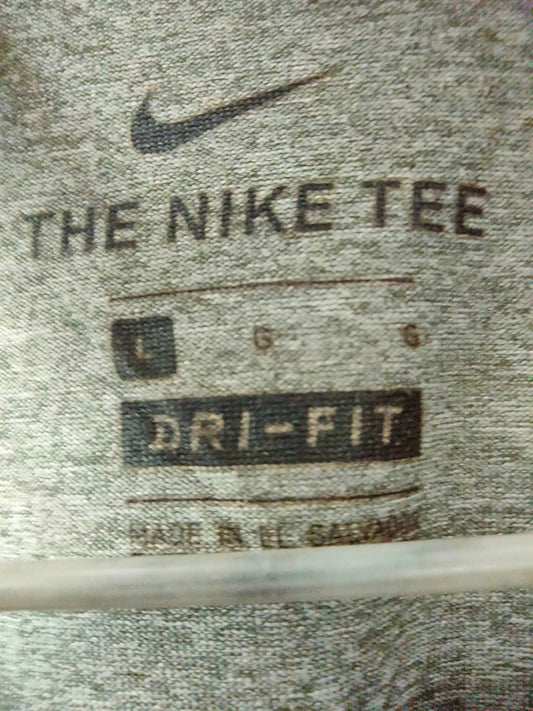 THE NIKE TEE
L G G
DRI-FIT
MADE IN EL SALVADOR